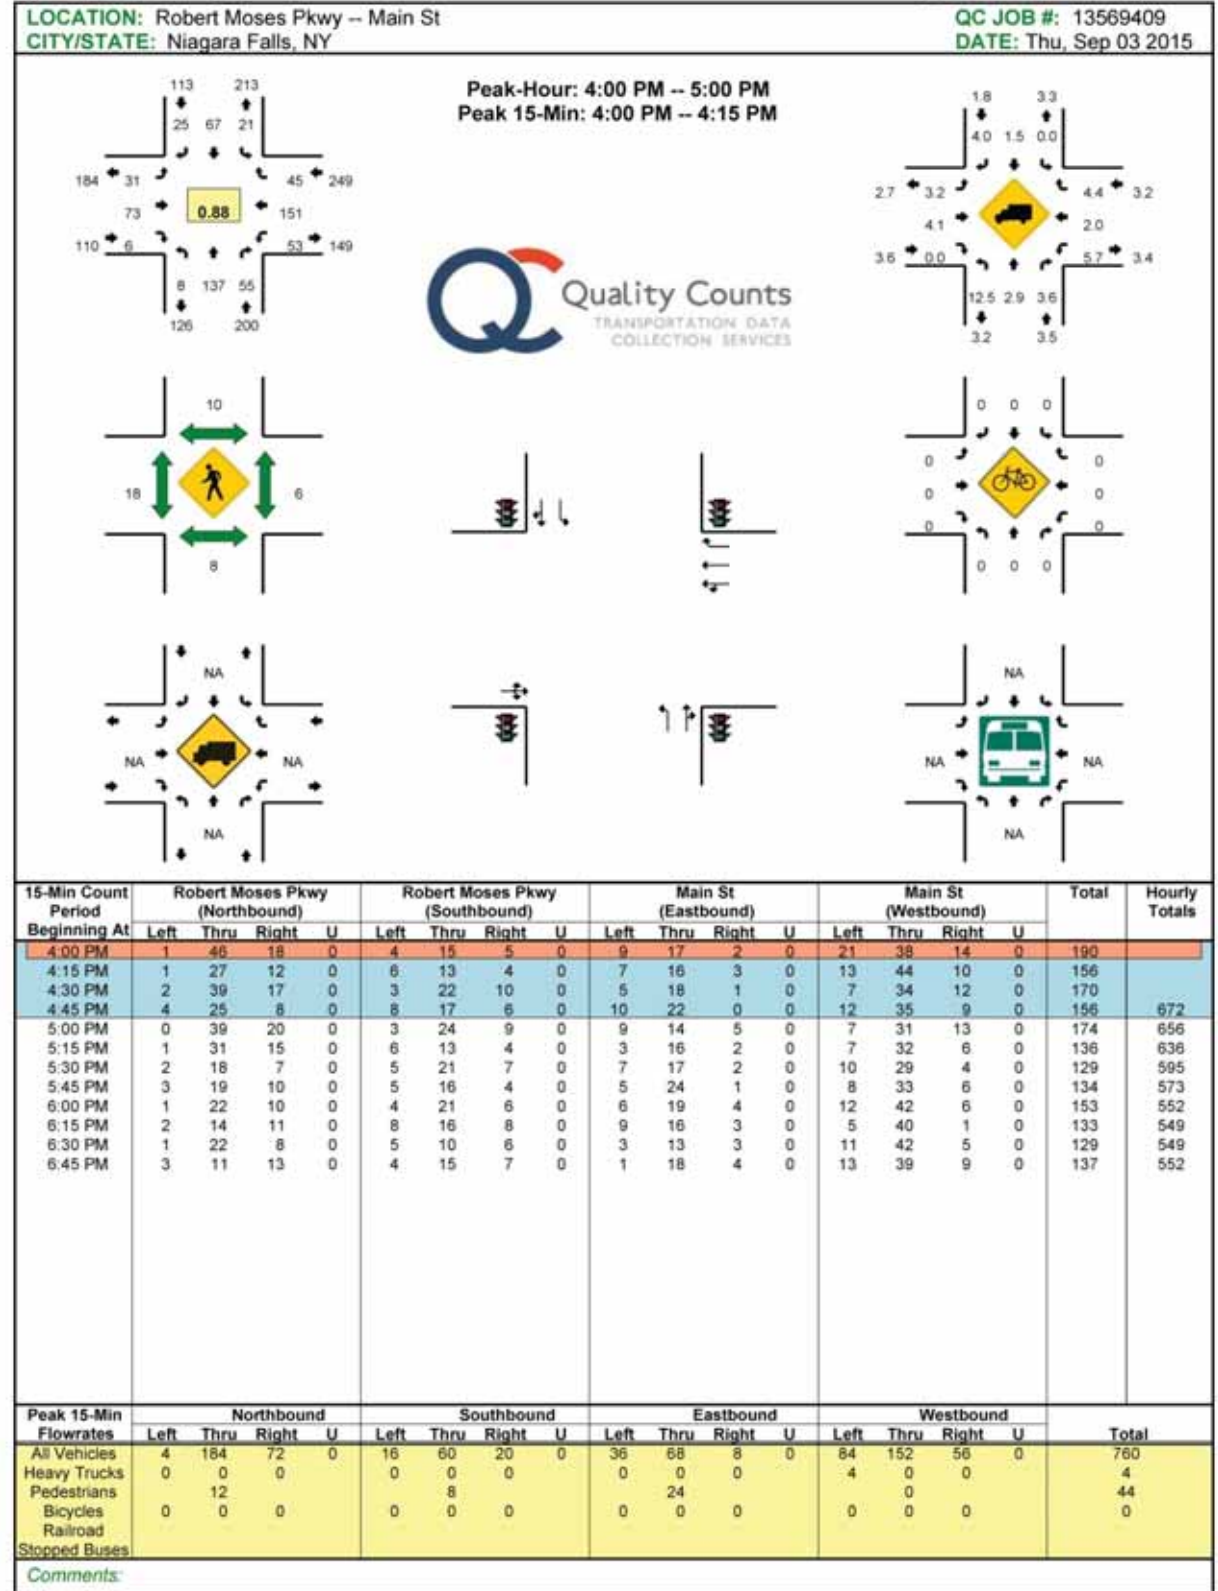 LOCATION: Robert Moses Pkwy -- Main St QC JOB #: 13569409
CITY/STATE: Niagara Falls, NY DATE: Thu, Sep 03 2015
Peak-Hour: 4:00 PM -- 5:00 PM
Peak 15-Min: 4:00 PM -- 4:15 PM
113 213
25 67 21
184 31 45 249
73 0.88 151
110 6 53 149
8 137 55
126 200
1.8 3.3
4.0 1.5 0.0
2.7 3.2 4.4 3.2
4.1 2.0
3.6 0.0 5.7 3.4
12.5 2.9 3.6
3.2 3.5
QC
Quality Counts
TRANSPORTATION DATA
COLLECTION SERVICES
10
18 6
8
0 0 0
0 0
0 0
0 0
0 0 0
NA
NA NA
NA
NA
NA NA
NA
15-Min Count Robert Moses Pkwy Robert Moses Pkwy Main St Main St Total Hourly
Period (Northbound) (Southbound) (Eastbound) (Westbound) Totals
Beginning At Left Thru Right U Left Thru Right U Left Thru Right U Left Thru Right U
4:00 PM 1 46 18 0 4 15 5 0 9 17 2 0 21 38 14 0 190
4:15 PM 1 27 12 0 6 13 4 0 7 16 3 0 13 44 10 0 156
4:30 PM 2 39 17 0 3 22 10 0 5 18 1 0 7 34 12 0 170
4:45 PM 4 25 8 0 8 17 6 0 10 22 0 0 12 35 9 0 156 672
5:00 PM 0 39 20 0 3 24 9 0 9 14 5 0 7 31 13 0 174 656
5:15 PM 1 31 15 0 6 13 4 0 3 16 2 0 7 32 6 0 136 636
5:30 PM 2 18 7 0 5 21 7 0 7 17 2 0 10 29 4 0 129 595
5:45 PM 3 19 10 0 5 16 4 0 5 24 1 0 8 33 6 0 134 573
6:00 PM 1 22 10 0 4 21 6 0 6 19 4 0 12 42 6 0 153 552
6:15 PM 2 14 11 0 8 16 8 0 9 16 3 0 5 40 1 0 133 549
6:30 PM 1 22 8 0 5 10 6 0 3 13 3 0 11 42 5 0 129 549
6:45 PM 3 11 13 0 4 15 7 0 1 18 4 0 13 39 9 0 137 552
Peak 15-Min Northbound Southbound Eastbound Westbound
Flowrates Left Thru Right U Left Thru Right U Left Thru Right U Left Thru Right U Total
All Vehicles 4 184 72 0 16 60 20 0 36 68 8 0 84 152 56 0 760
Heavy Trucks 0 0 0 0 0 0 0 0 0 4 0 0 4
Pedestrians 12 8 24 0 44
Bicycles 0 0 0 0 0 0 0 0 0 0 0 0 0
Railroad
Stopped Buses
Comments: